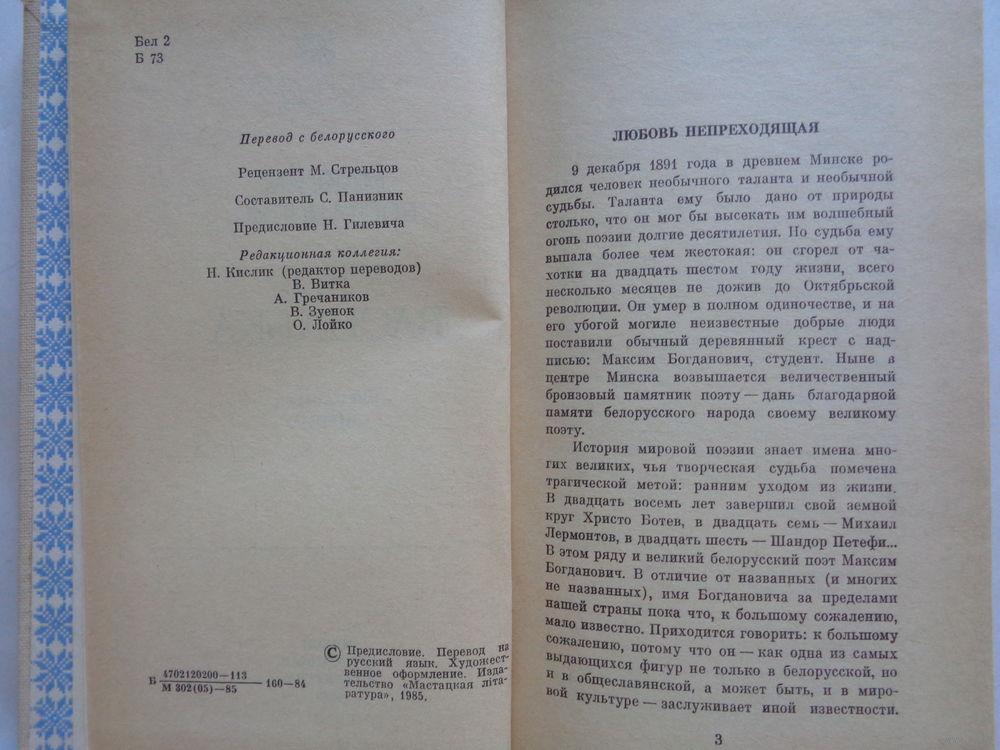 Бел 2
Б 73
Перевод с белорусского
Рецензент М. Стрельцов
Составитель С. Панизник
Предисловие Н. Гилевича
Редакционная коллегия:
Н. Кислик (редактор переводов)
В. Витка
А. Гречаников
В. Зуенок
О. Лойко
Б 4702120200—113 160—84
М 302(05)—85
© Предисловие. Перевод на
русский язык. Художест-
венное оформление. Изда-
тельство «Мастацкая літа-
ратура», 1985.
ЛЮБОВЬ НЕПРЕХОДЯЩАЯ
9 декабря 1891 года в древнем Минске ро-
дился человек необычного таланта и необычной
судьбы. Таланта ему было дано от природы
столько, что он мог бы высекать им волшебный
огонь поэзии долгие десятилетия. Но судьба ему
выпала более чем жестокая: он сгорел от ча-
хотки на двадцать шестом году жизни, всего
несколько месяцев не дожив до Октябрьской
революции. Он умер в полном одиночестве, и на
его убогой могиле неизвестные добрые люди
поставили обычный деревянный крест с над-
писью: Максим Богданович, студент. Ныне в
центре Минска возвышается величественный
бронзовый памятник поэту — дань благодарной
памяти белорусского народа своему великому
поэту.
История мировой поэзии знает имена мно-
гих великих, чья творческая судьба помечена
трагической метой: ранним уходом из жизни.
В двадцать восемь лет завершил свой земной
круг Христо Ботев, в двадцать семь — Михаил
Лермонтов, в двадцать шесть — Шандор Петефи...
В этом ряду и великий белорусский поэт Максим
Богданович. В отличие от названных (и многих
не названных), имя Богдановича за пределами
нашей страны пока что, к большому сожалению,
мало известно. Приходится говорить: к большому
сожалению, потому что он — как одна из самых
выдающихся фигур не только в белорусской, но
и в общеславянской, а может быть, и в миро-
вой культуре — заслуживает иной известности.
3